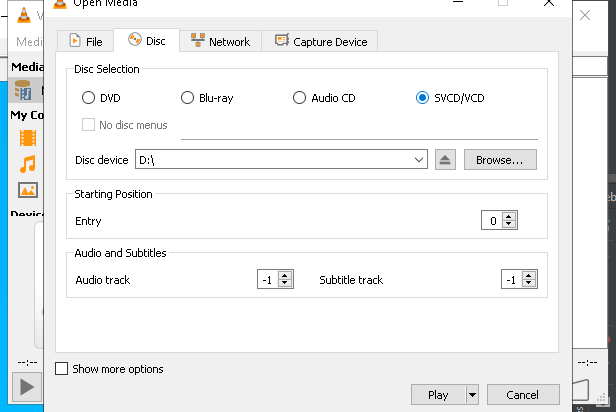 Open Media
Medi
File
Disc
Network
Capture Device
Media
Disc Selection
DVD
Blu-ray
Audio CD
SVCD/VCD
No disc menus
My Co
Disc device
D:\
Browse...
Starting Position
Entry
0
Device
Audio and Subtitles
Audio track
-1
Subtitle track
-1
--:--
--:--
Show more options
Play
Cancel